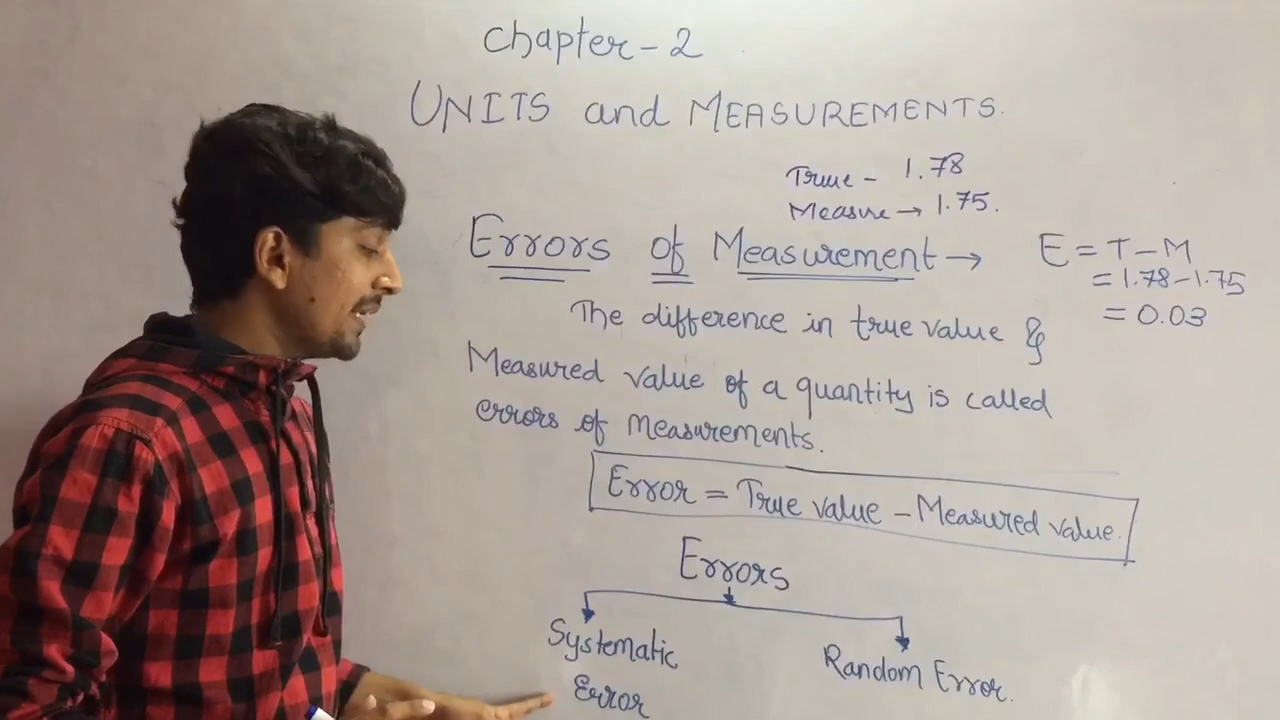 Chapter-2
UNITS and MEASUREMENTS.
True - 1.78
Measure → 1.75.
Errors of Measurement →
E = T - M
= 1.78-1.75
= 0.03
The difference in true value &
Measured value of a quantity is called
errors of measurements.
Error = True value - Measured value.
Errors
Systematic
Error
Random Error.